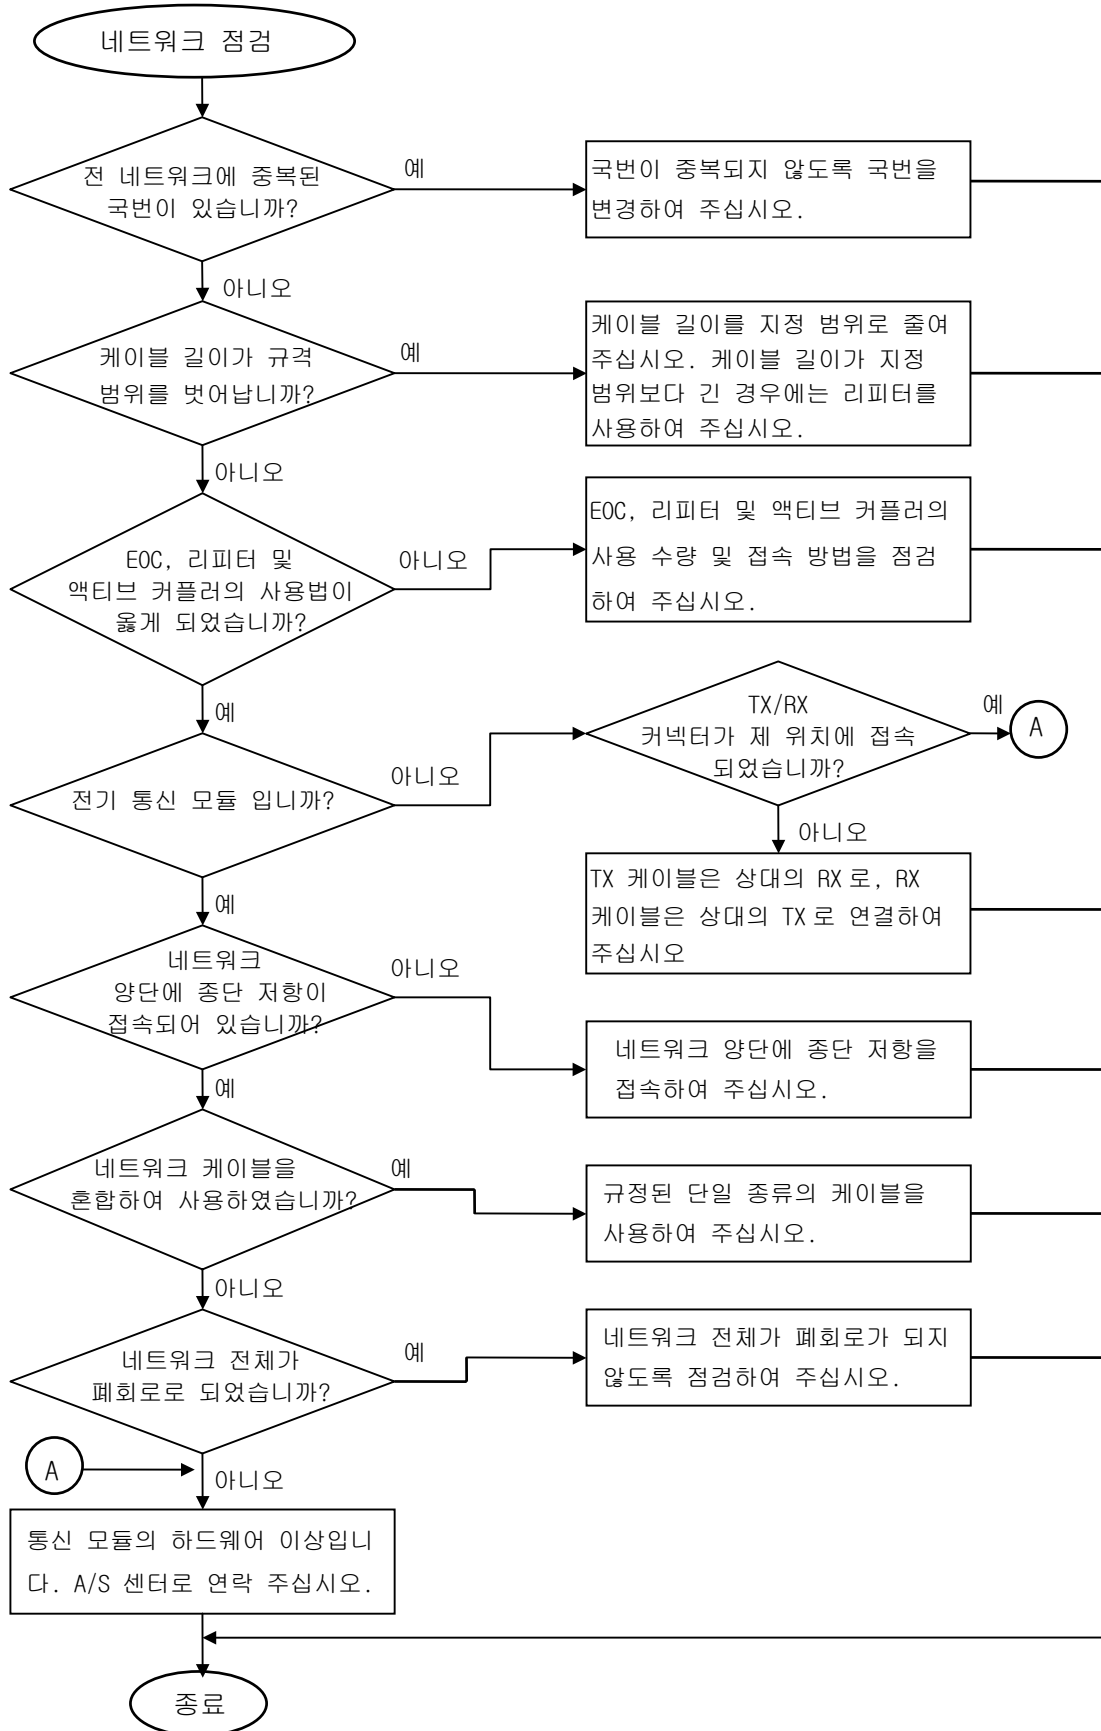 네트워크 점검
전 네트워크에 중복된
국번이 있습니까?
예
국번이 중복되지 않도록 국번을
변경하여 주십시오.
아니오
케이블 길이가 규격
범위를 벗어납니까?
예
케이블 길이를 지정 범위로 줄여
주십시오. 케이블 길이가 지정
범위보다 긴 경우에는 리피터를
사용하여 주십시오.
아니오
EOC, 리피터 및
액티브 커플러의 사용법이
옳게 되었습니까?
아니오
EOC, 리피터 및 액티브 커플러의
사용 수량 및 접속 방법을 점검
하여 주십시오.
예
전기 통신 모듈 입니까?
아니오
TX/RX
커넥터가 제 위치에 접속
되었습니까?
예
A
아니오
TX 케이블은 상대의 RX로, RX
케이블은 상대의 TX로 연결하여
주십시오
예
네트워크
양단에 종단 저항이
접속되어 있습니까?
아니오
네트워크 양단에 종단 저항을
접속하여 주십시오.
예
네트워크 케이블을
혼합하여 사용하였습니까?
예
규정된 단일 종류의 케이블을
사용하여 주십시오.
아니오
네트워크 전체가
폐회로로 되었습니까?
예
네트워크 전체가 폐회로가 되지
않도록 점검하여 주십시오.
A
아니오
통신 모듈의 하드웨어 이상입니
다. A/S 센터로 연락 주십시오.
종료